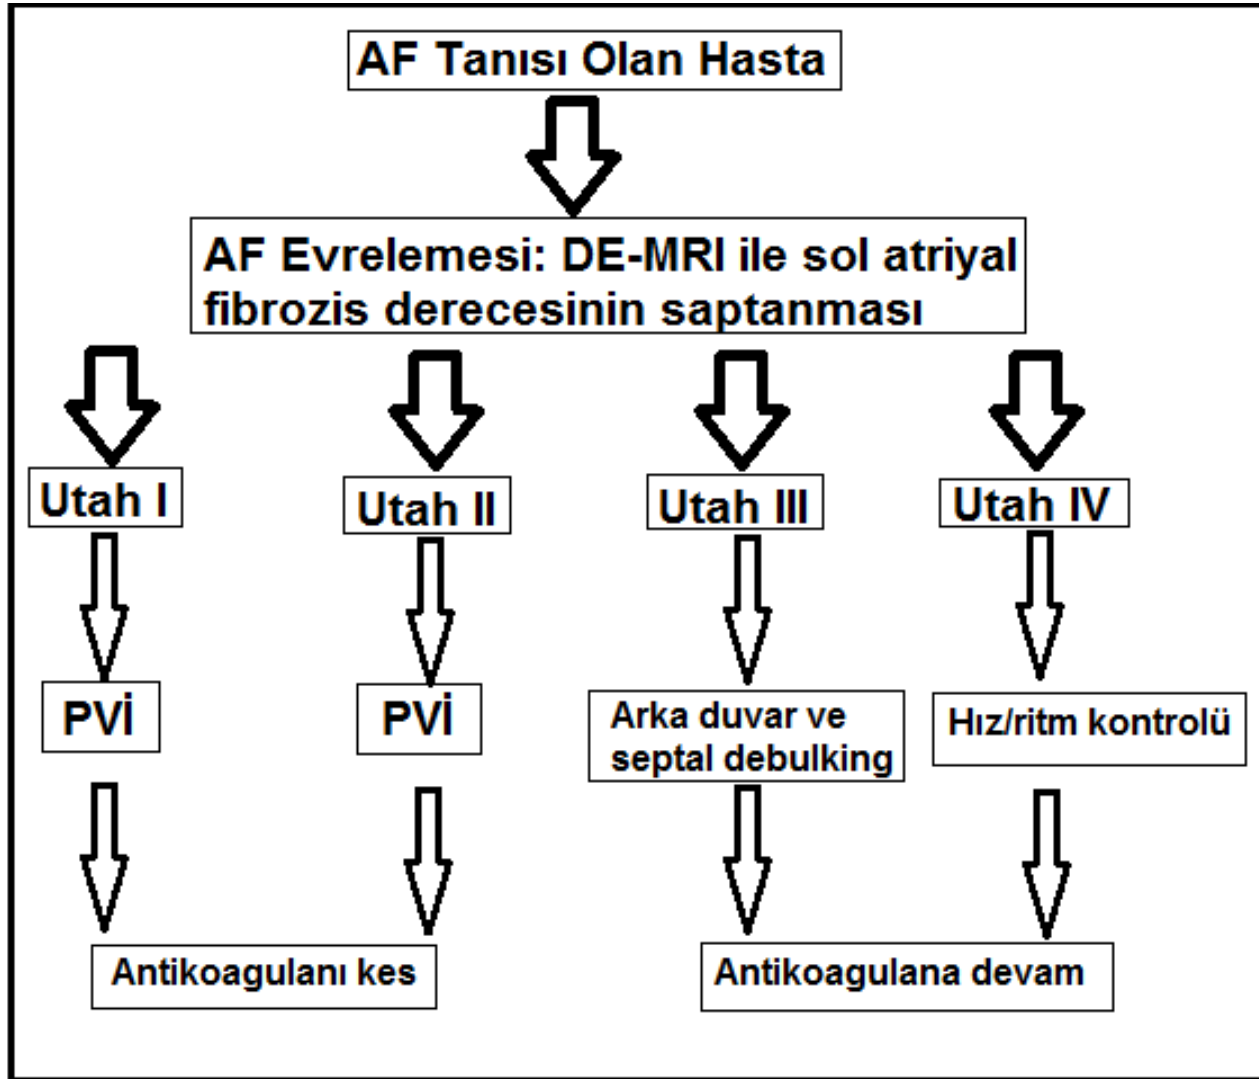 AF Tanısı Olan Hasta
AF Evrelemesi: DE-MRI ile sol atriyal
fibrozis derecesinin saptanması
Utah I
Utah II
Utah III
Utah IV
PVİ
PVİ
Arka duvar ve
septal debulking
Hız/ritm kontrolü
Antikoagulanı kes
Antikoagulana devam